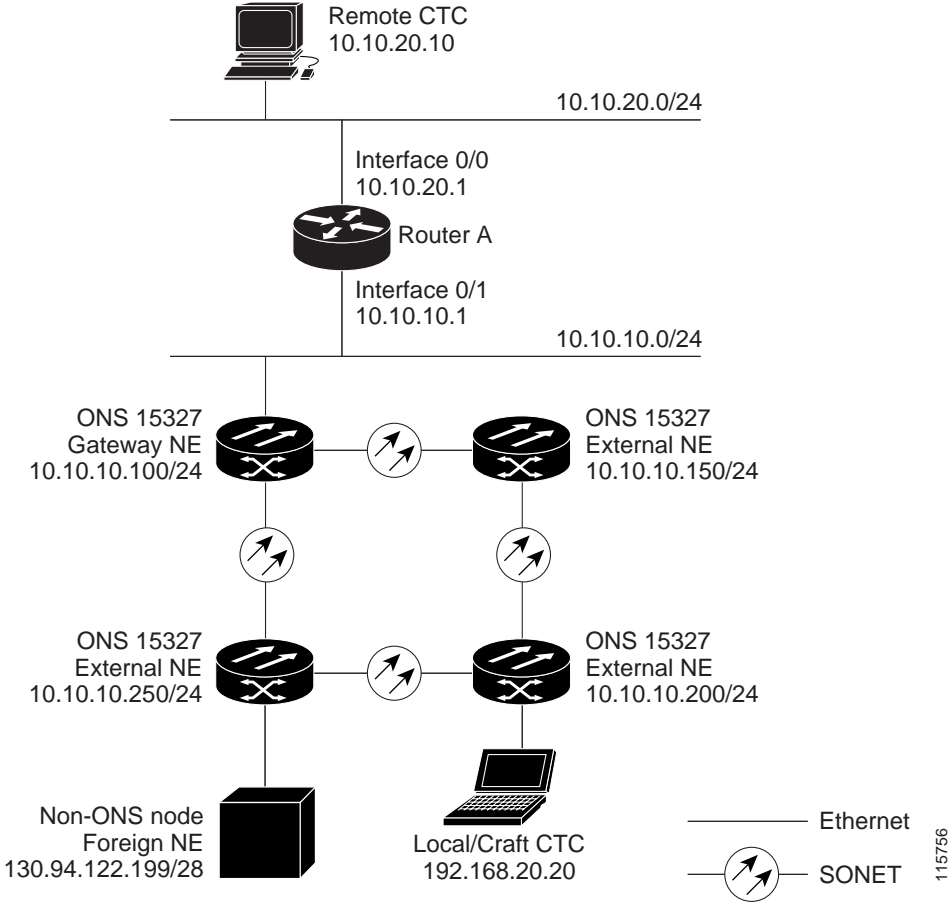 Remote CTC
10.10.20.10
10.10.20.0/24
Interface 0/0
10.10.20.1
Router A
Interface 0/1
10.10.10.1
10.10.10.0/24
ONS 15327
Gateway NE
10.10.10.100/24
ONS 15327
External NE
10.10.10.150/24
ONS 15327
External NE
10.10.10.250/24
ONS 15327
External NE
10.10.10.200/24
Non-ONS node
Foreign NE
130.94.122.199/28
Local/Craft CTC
192.168.20.20
Ethernet
SONET
115756